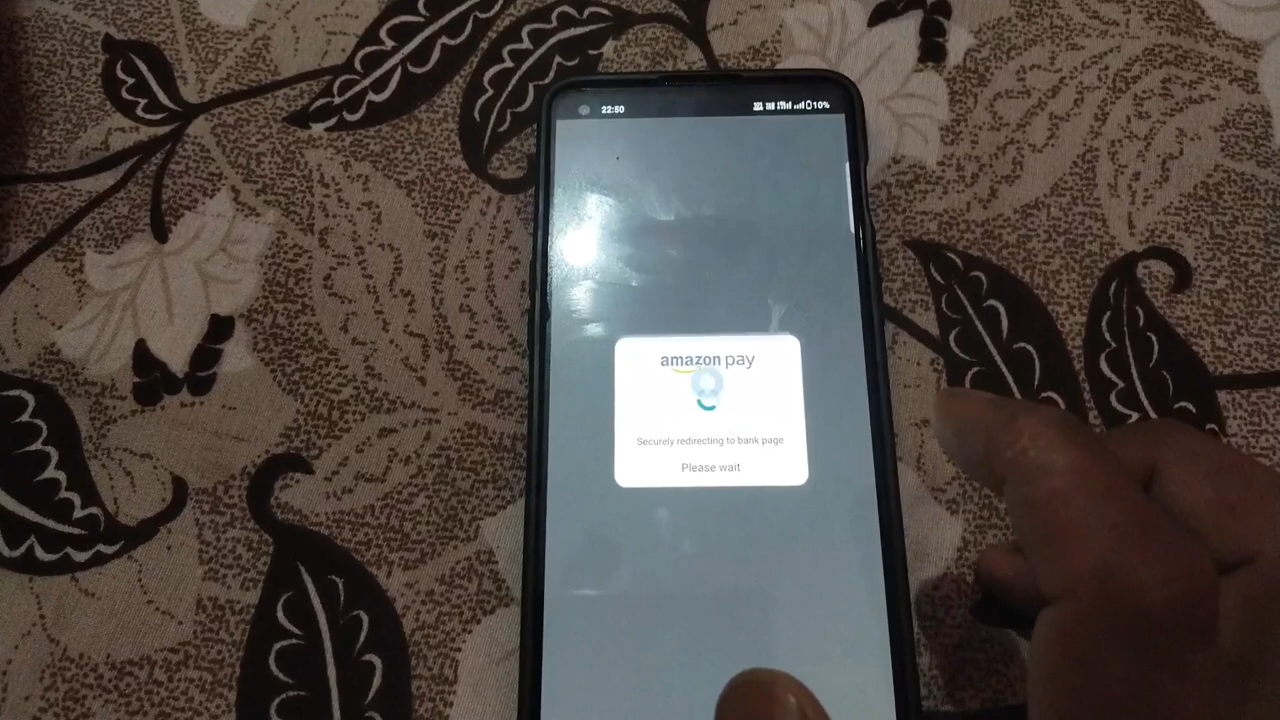 22:50
10%
amazon pay
Securely redirecting to bank page
Please wait